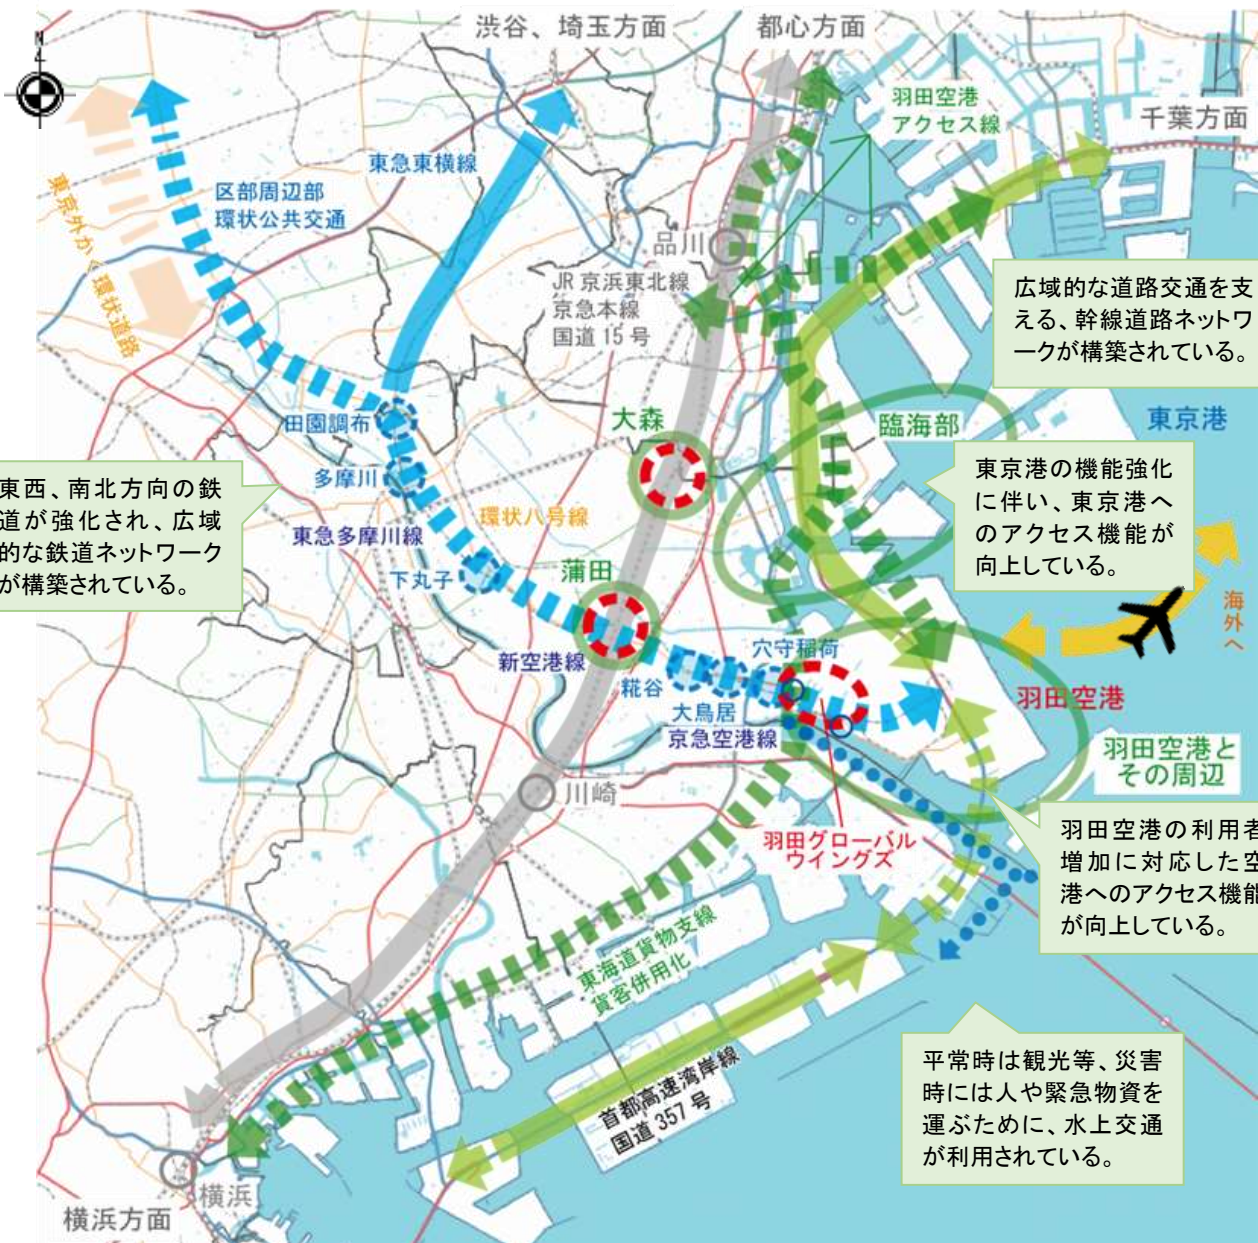 渋谷、埼玉方面
都心方面
N
羽田空港
アクセス線
千葉方面
東急東横線
区部周辺部
環状公共交通
東京外かく環状道路
品川
JR京浜東北線
京急本線
国道15号
広域的な道路交通を支
える、幹線道路ネットワ
ークが構築されている。
田園調布
大森
臨海部
東京港
多摩川
環状八号線
東西、南北方向の鉄
道が強化され、広域
的な鉄道ネットワーク
が構築されている。
東京港の機能強化
に伴い、東京港へ
のアクセス機能が
向上している。
東急多摩川線
下丸子
蒲田
海外へ
新空港線
糀谷
穴守稲荷
大鳥居
京急空港線
羽田空港
羽田空港と
その周辺
川崎
羽田グローバル
ウイングズ
羽田空港の利用者
増加に対応した空
港へのアクセス機能
が向上している。
東海道貨物支線
貨客併用化
首都高速湾岸線
国道357号
平常時は観光等、災害
時には人や緊急物資を
運ぶために、水上交通
が利用されている。
横浜
横浜方面